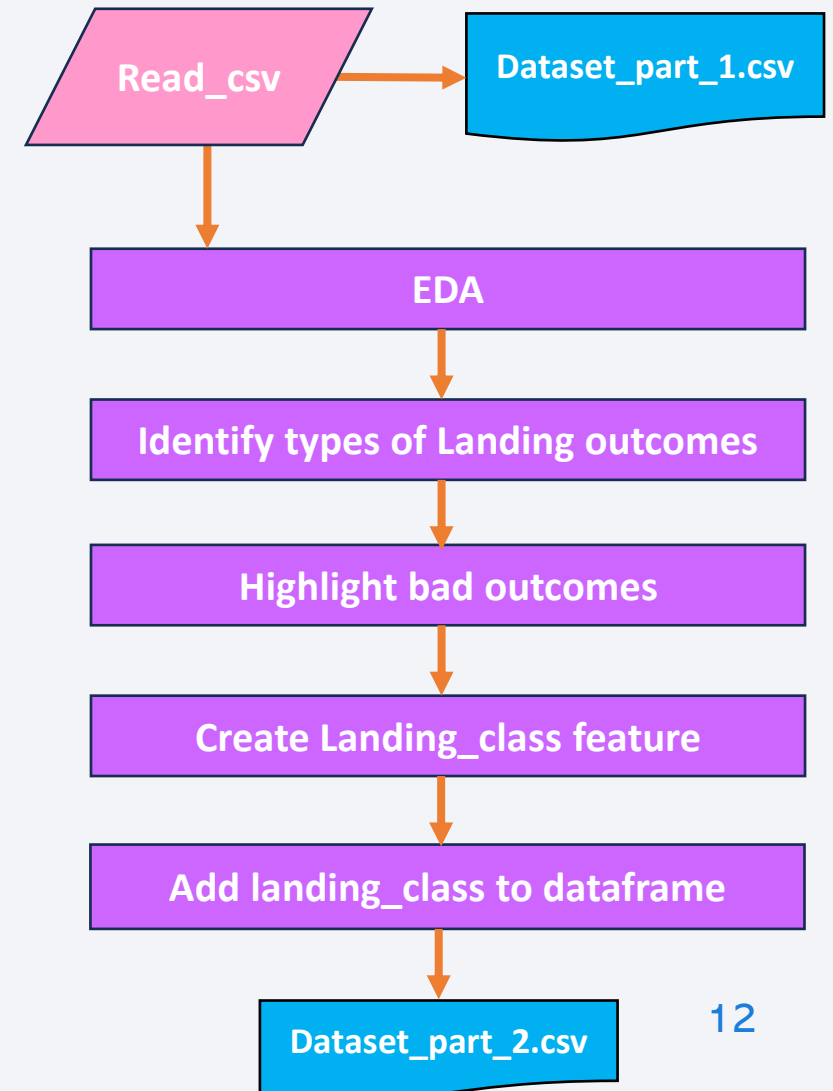 Read_csv
Dataset_part_1.csv
EDA
Identify types of Landing outcomes
Highlight bad outcomes
Create Landing_class feature
Add landing_class to dataframe
Dataset_part_2.csv
12